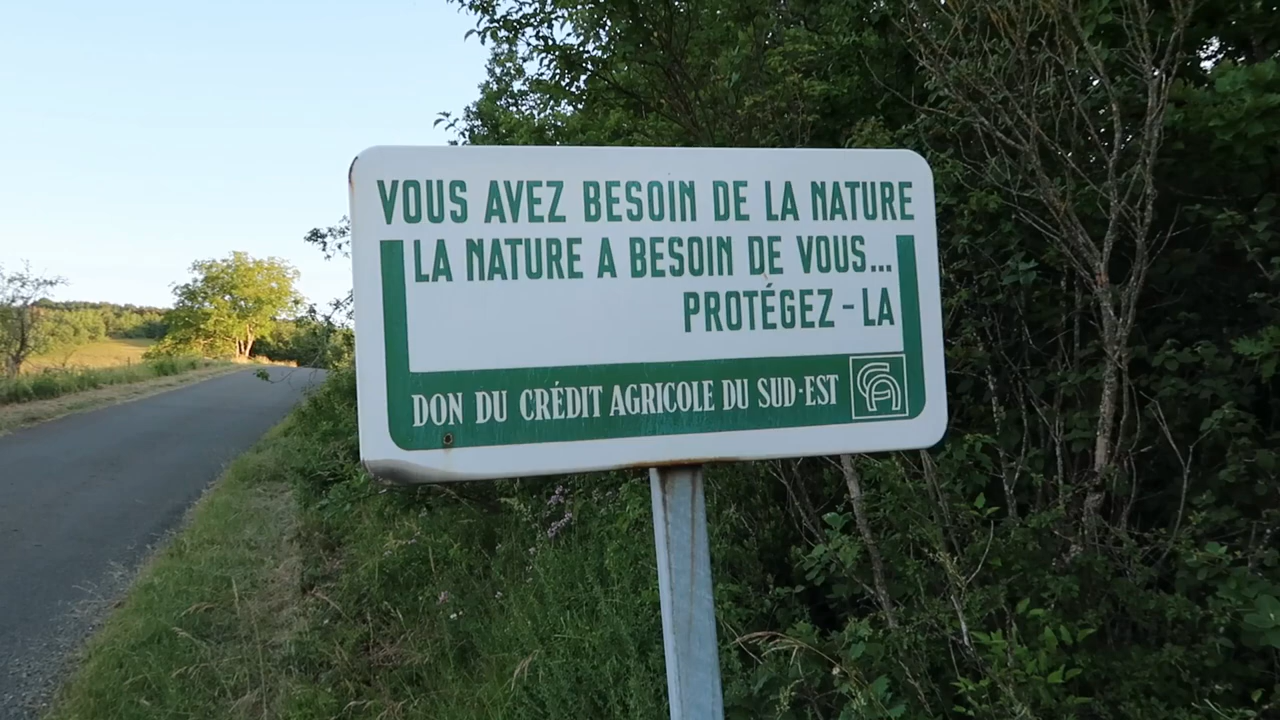 VOUS AVEZ BESOIN DE LA NATURE
LA NATURE A BESOIN DE VOUS...
PROTÉGEZ - LA
DON DU CRÉDIT AGRICOLE DU SUD-EST
CA